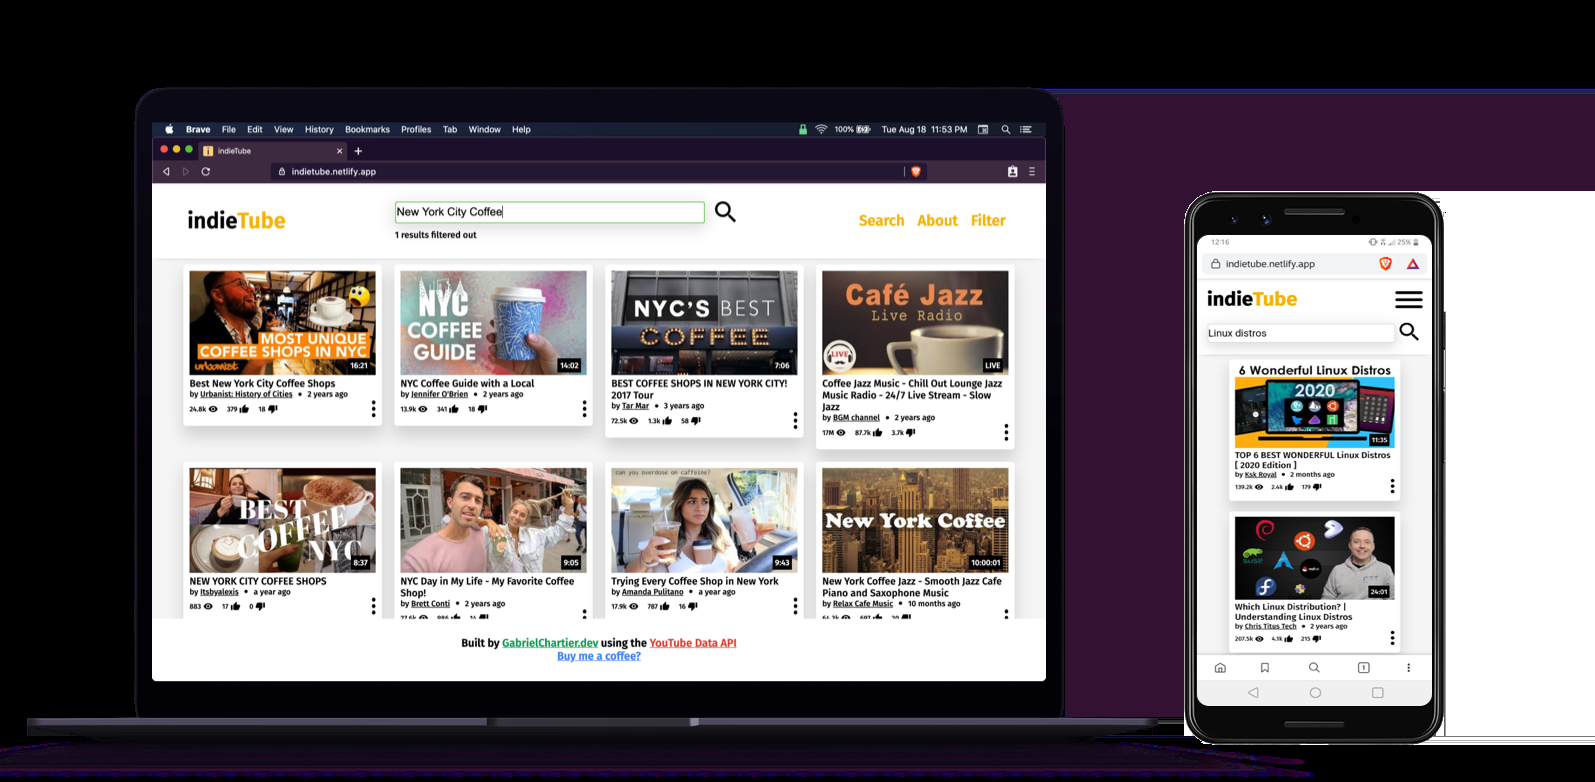 Brave File Edit View History Bookmarks Profiles Tab Window Help 100% Tue Aug 18 11:53 PM
indieTube
indietube.netlify.app
indieTube
New York City Coffee
1 results filtered out
Search About Filter
MOST UNIQUE
COFFEE SHOPS IN NYC
urbanist
16:21
Best New York City Coffee Shops
by Urbanist: History of Cities • 2 years ago
24.8k 379 18
NYC
COFFEE
GUIDE
14:02
NYC Coffee Guide with a Local
by Jennifer O'Brien • 2 years ago
13.9k 341 18
NYC'S BEST
COFFEE
7:06
BEST COFFEE SHOPS IN NEW YORK CITY!
2017 Tour
by Tar Mar • 3 years ago
72.5k 1.3k 58
Café Jazz
Live Radio
LIVE
LIVE
Coffee Jazz Music - Chill Out Lounge Jazz
Music Radio - 24/7 Live Stream - Slow
Jazz
by BGM channel • 2 years ago
17M 87.7k 3.7k
BEST
COFFEE
NYC
8:37
NEW YORK CITY COFFEE SHOPS
by Itsbyalexis • a year ago
883 17 0
9:05
NYC Day in My Life - My Favorite Coffee
Shop!
by Brett Conti • 2 years ago
can you overdose on caffeine?
9:43
Trying Every Coffee Shop in New York
by Amanda Pulitano • a year ago
17.9k 787 16
New York Coffee
10:00:01
New York Coffee Jazz - Smooth Jazz Cafe
Piano and Saxophone Music
by Relax Cafe Music • 10 months ago
Built by GabrielChartier.dev using the YouTube Data API
Buy me a coffee?
12:16 25%
indietube.netlify.app
indieTube
Linux distros
6 Wonderful Linux Distros
2020
11:35
TOP 6 BEST WONDERFUL Linux Distros
[ 2020 Edition ]
by Ksk Royal • 2 months ago
139.2k 2.4k 179
SUSE
24:01
Which Linux Distribution? |
Understanding Linux Distros
by Chris Titus Tech • 2 years ago
207.5k 4.1k 215
1